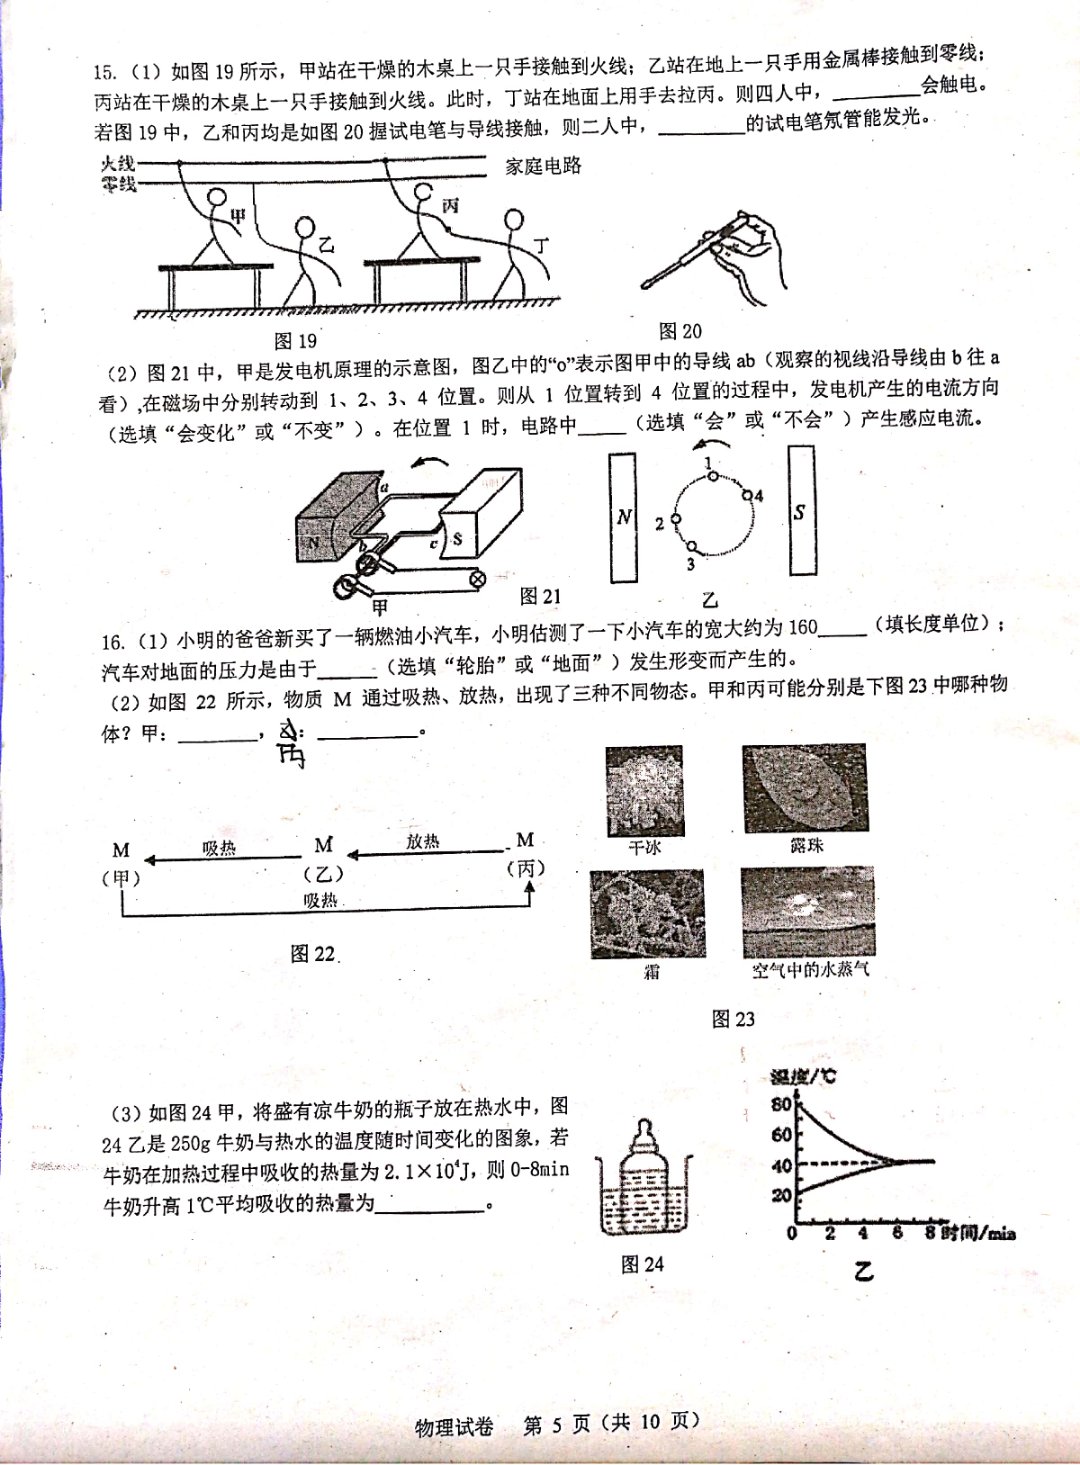 15.（1）如图 19 所示，甲站在干燥的木桌上一只手接触到火线；乙站在地上一只手用金属棒接触到零线；
丙站在干燥的木桌上一只手接触到火线。此时，丁站在地面上用手去拉丙。则四人中，________会触电。
若图 19 中，乙和丙均是如图 20 握试电笔与导线接触，则二人中，________的试电笔氖管能发光。
火线
零线
家庭电路
甲
乙
丙
丁
图 19
图 20
（2）图 21 中，甲是发电机原理的示意图，图乙中的“o”表示图甲中的导线 ab（观察的视线沿导线由 b 往 a
看）,在磁场中分别转动到 1、2、3、4 位置。则从 1 位置转到 4 位置的过程中，发电机产生的电流方向
（选填“会变化”或“不变”）。在位置 1 时，电路中_____（选填“会”或“不会”）产生感应电流。
a
N
b
c
S
甲
图 21
N
1
2
3
4
S
乙
16.（1）小明的爸爸新买了一辆燃油小汽车，小明估测了一下小汽车的宽大约为 160_____（填长度单位）；
汽车对地面的压力是由于______（选填“轮胎”或“地面”）发生形变而产生的。
（2）如图 22 所示，物质 M 通过吸热、放热，出现了三种不同物态。甲和丙可能分别是下图 23 中哪种物
体？甲：________，乙：__________。
丙
M
（甲）
吸热
M
（乙）
放热
M
（丙）
吸热
图 22
干冰
露珠
霜
空气中的水蒸气
图 23
（3）如图 24 甲，将盛有凉牛奶的瓶子放在热水中，图
24 乙是 250g 牛奶与热水的温度随时间变化的图象，若
牛奶在加热过程中吸收的热量为 2.1×10⁴J，则 0-8min
牛奶升高 1℃平均吸收的热量为__________。
图 24
温度/℃
80
60
40
20
0 2 4 6 8 时间/min
乙
物理试卷 第 5 页（共 10 页）